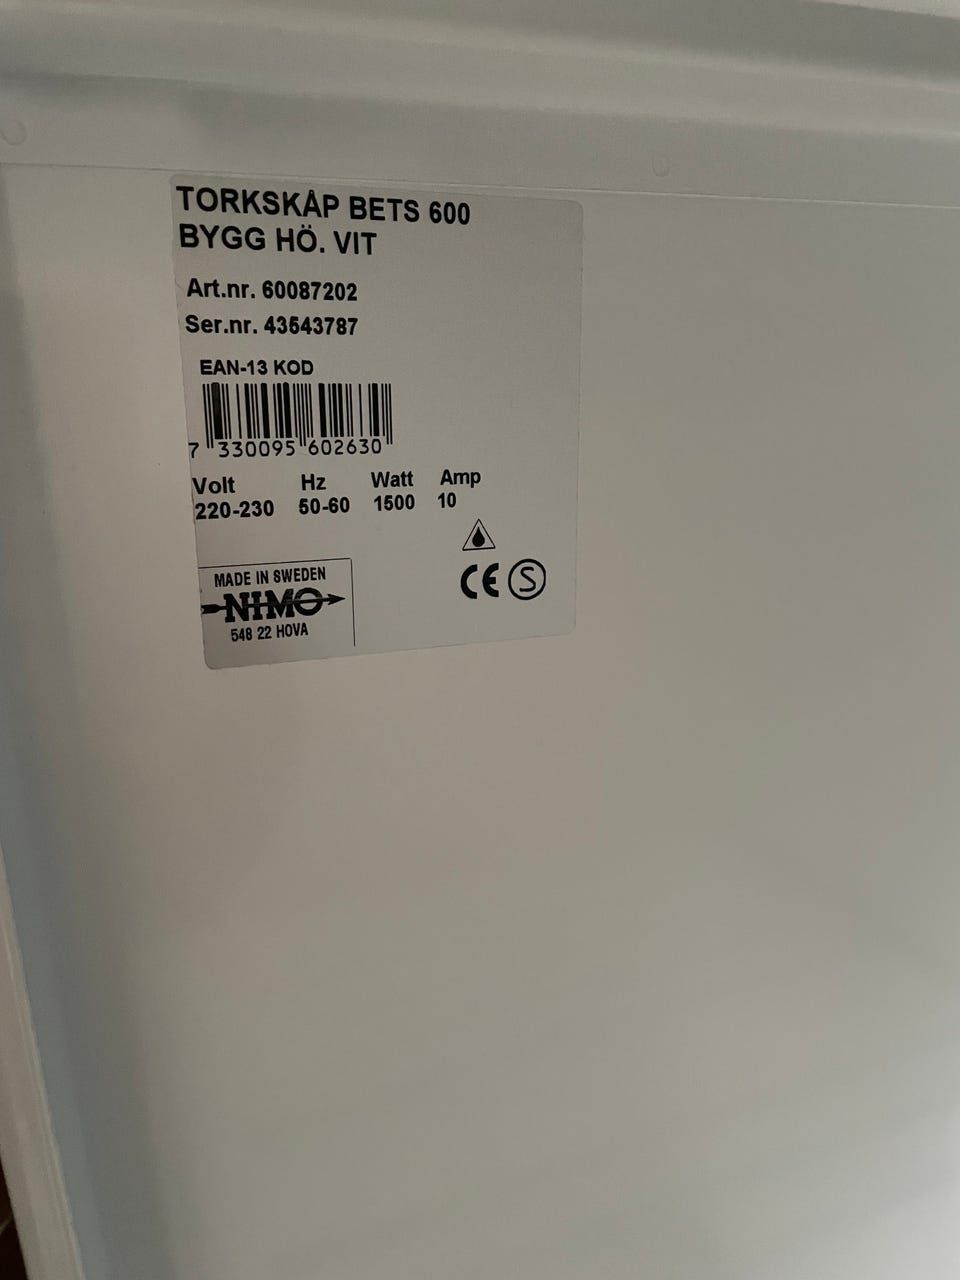 TORKSKÅP BETS 600
BYGG HÖ. VIT
Art.nr. 60087202
Ser.nr. 43543787
EAN-13 KOD
7 330095 602630
Volt Hz Watt Amp
220-230 50-60 1500 10
CE S
MADE IN SWEDEN
NIMO
548 22 HOVA